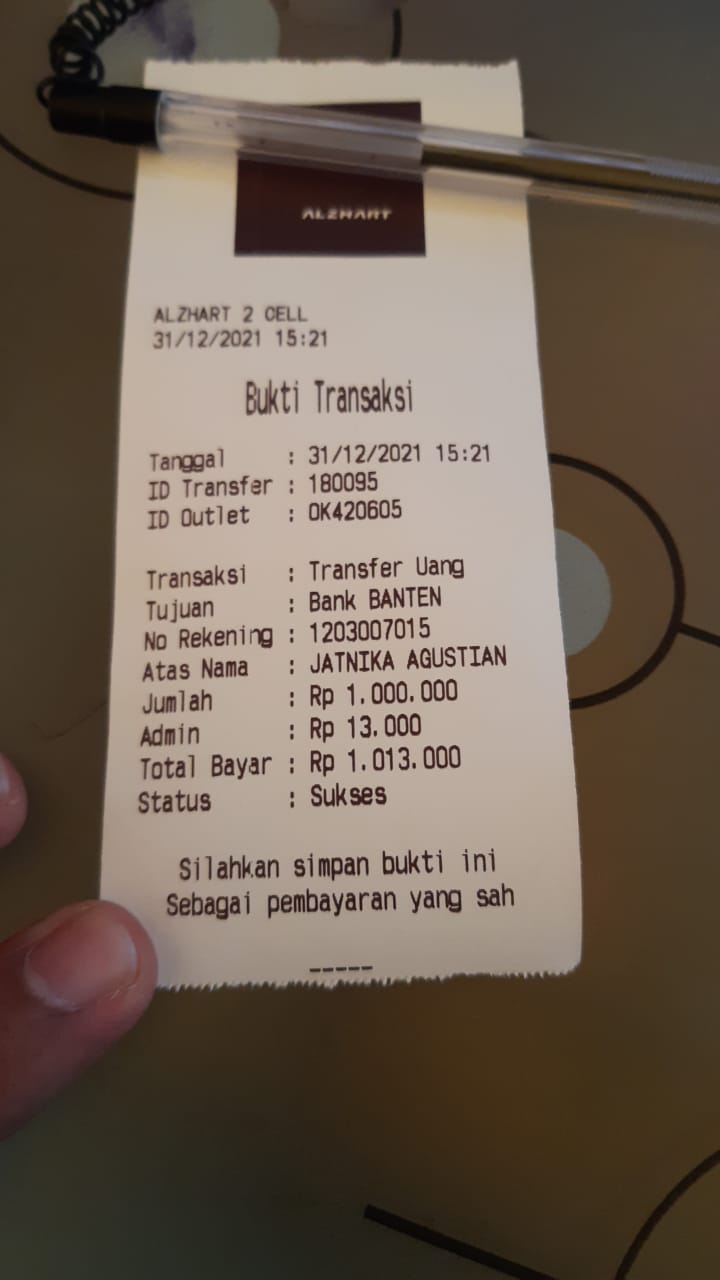 ALZHART
ALZHART 2 CELL
31/12/2021 15:21
Bukti Transaksi
Tanggal : 31/12/2021 15:21
ID Transfer : 180095
ID Outlet : OK420605
Transaksi : Transfer Uang
Tujuan : Bank BANTEN
No Rekening : 1203007015
Atas Nama : JATNIKA AGUSTIAN
Jumlah : Rp 1.000.000
Admin : Rp 13.000
Total Bayar : Rp 1.013.000
Status : Sukses
Silahkan simpan bukti ini
Sebagai pembayaran yang sah
-----